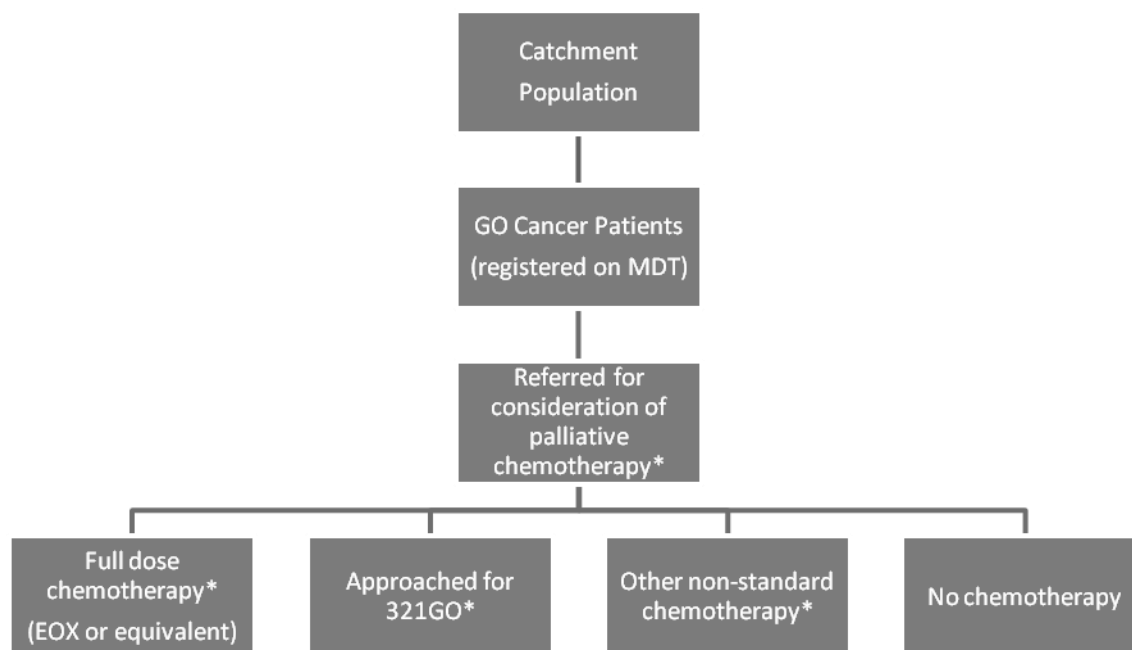 Catchment
Population
GO Cancer Patients
(registered on MDT)
Referred for
consideration of
palliative
chemotherapy*
Full dose
chemotherapy*
(EOX or equivalent)
Approached for
321GO*
Other non-standard
chemotherapy*
No chemotherapy